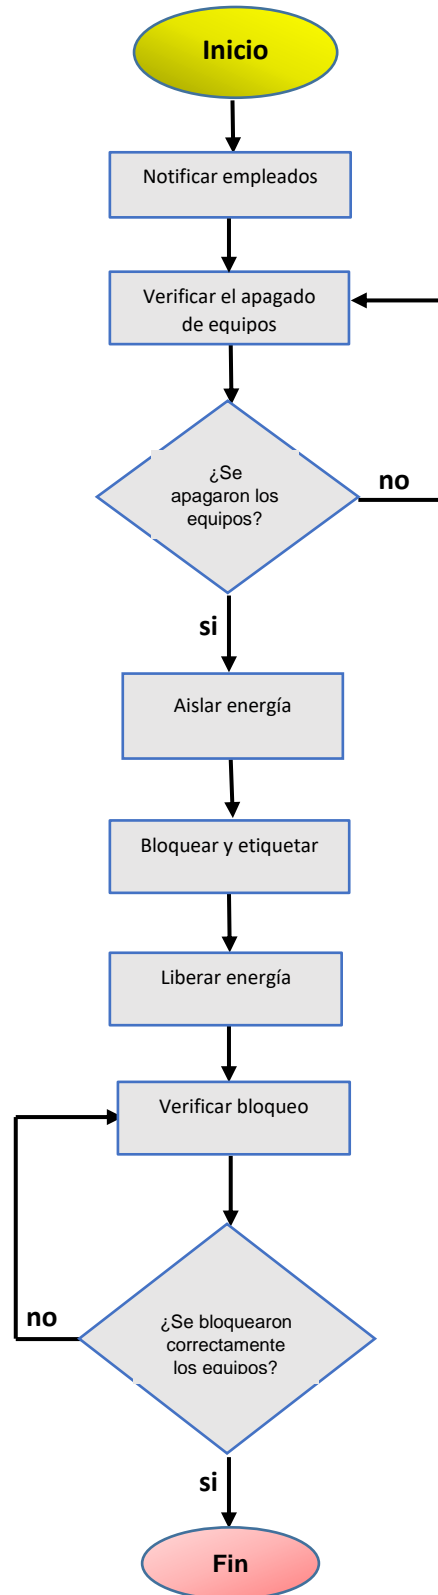 Inicio
Notificar empleados
Verificar el apagado
de equipos
¿Se
apagaron los
equipos?
no
si
Aislar energía
Bloquear y etiquetar
Liberar energía
Verificar bloqueo
no
¿Se bloquearon
correctamente
los equipos?
si
Fin